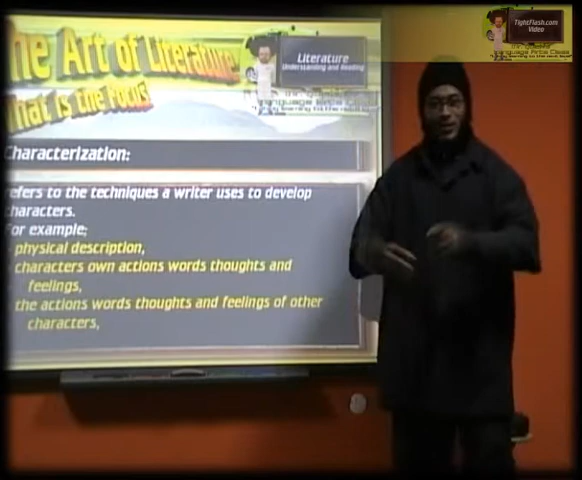 TightFlash.com
Video
he Art of Literature
Literature
Understanding and Reading
hat is the Focus
Characterization:
refers to the techniques a writer uses to develop
characters.
For example;
physical description,
characters own actions words thoughts and
feelings,
the actions words thoughts and feelings of other
characters,